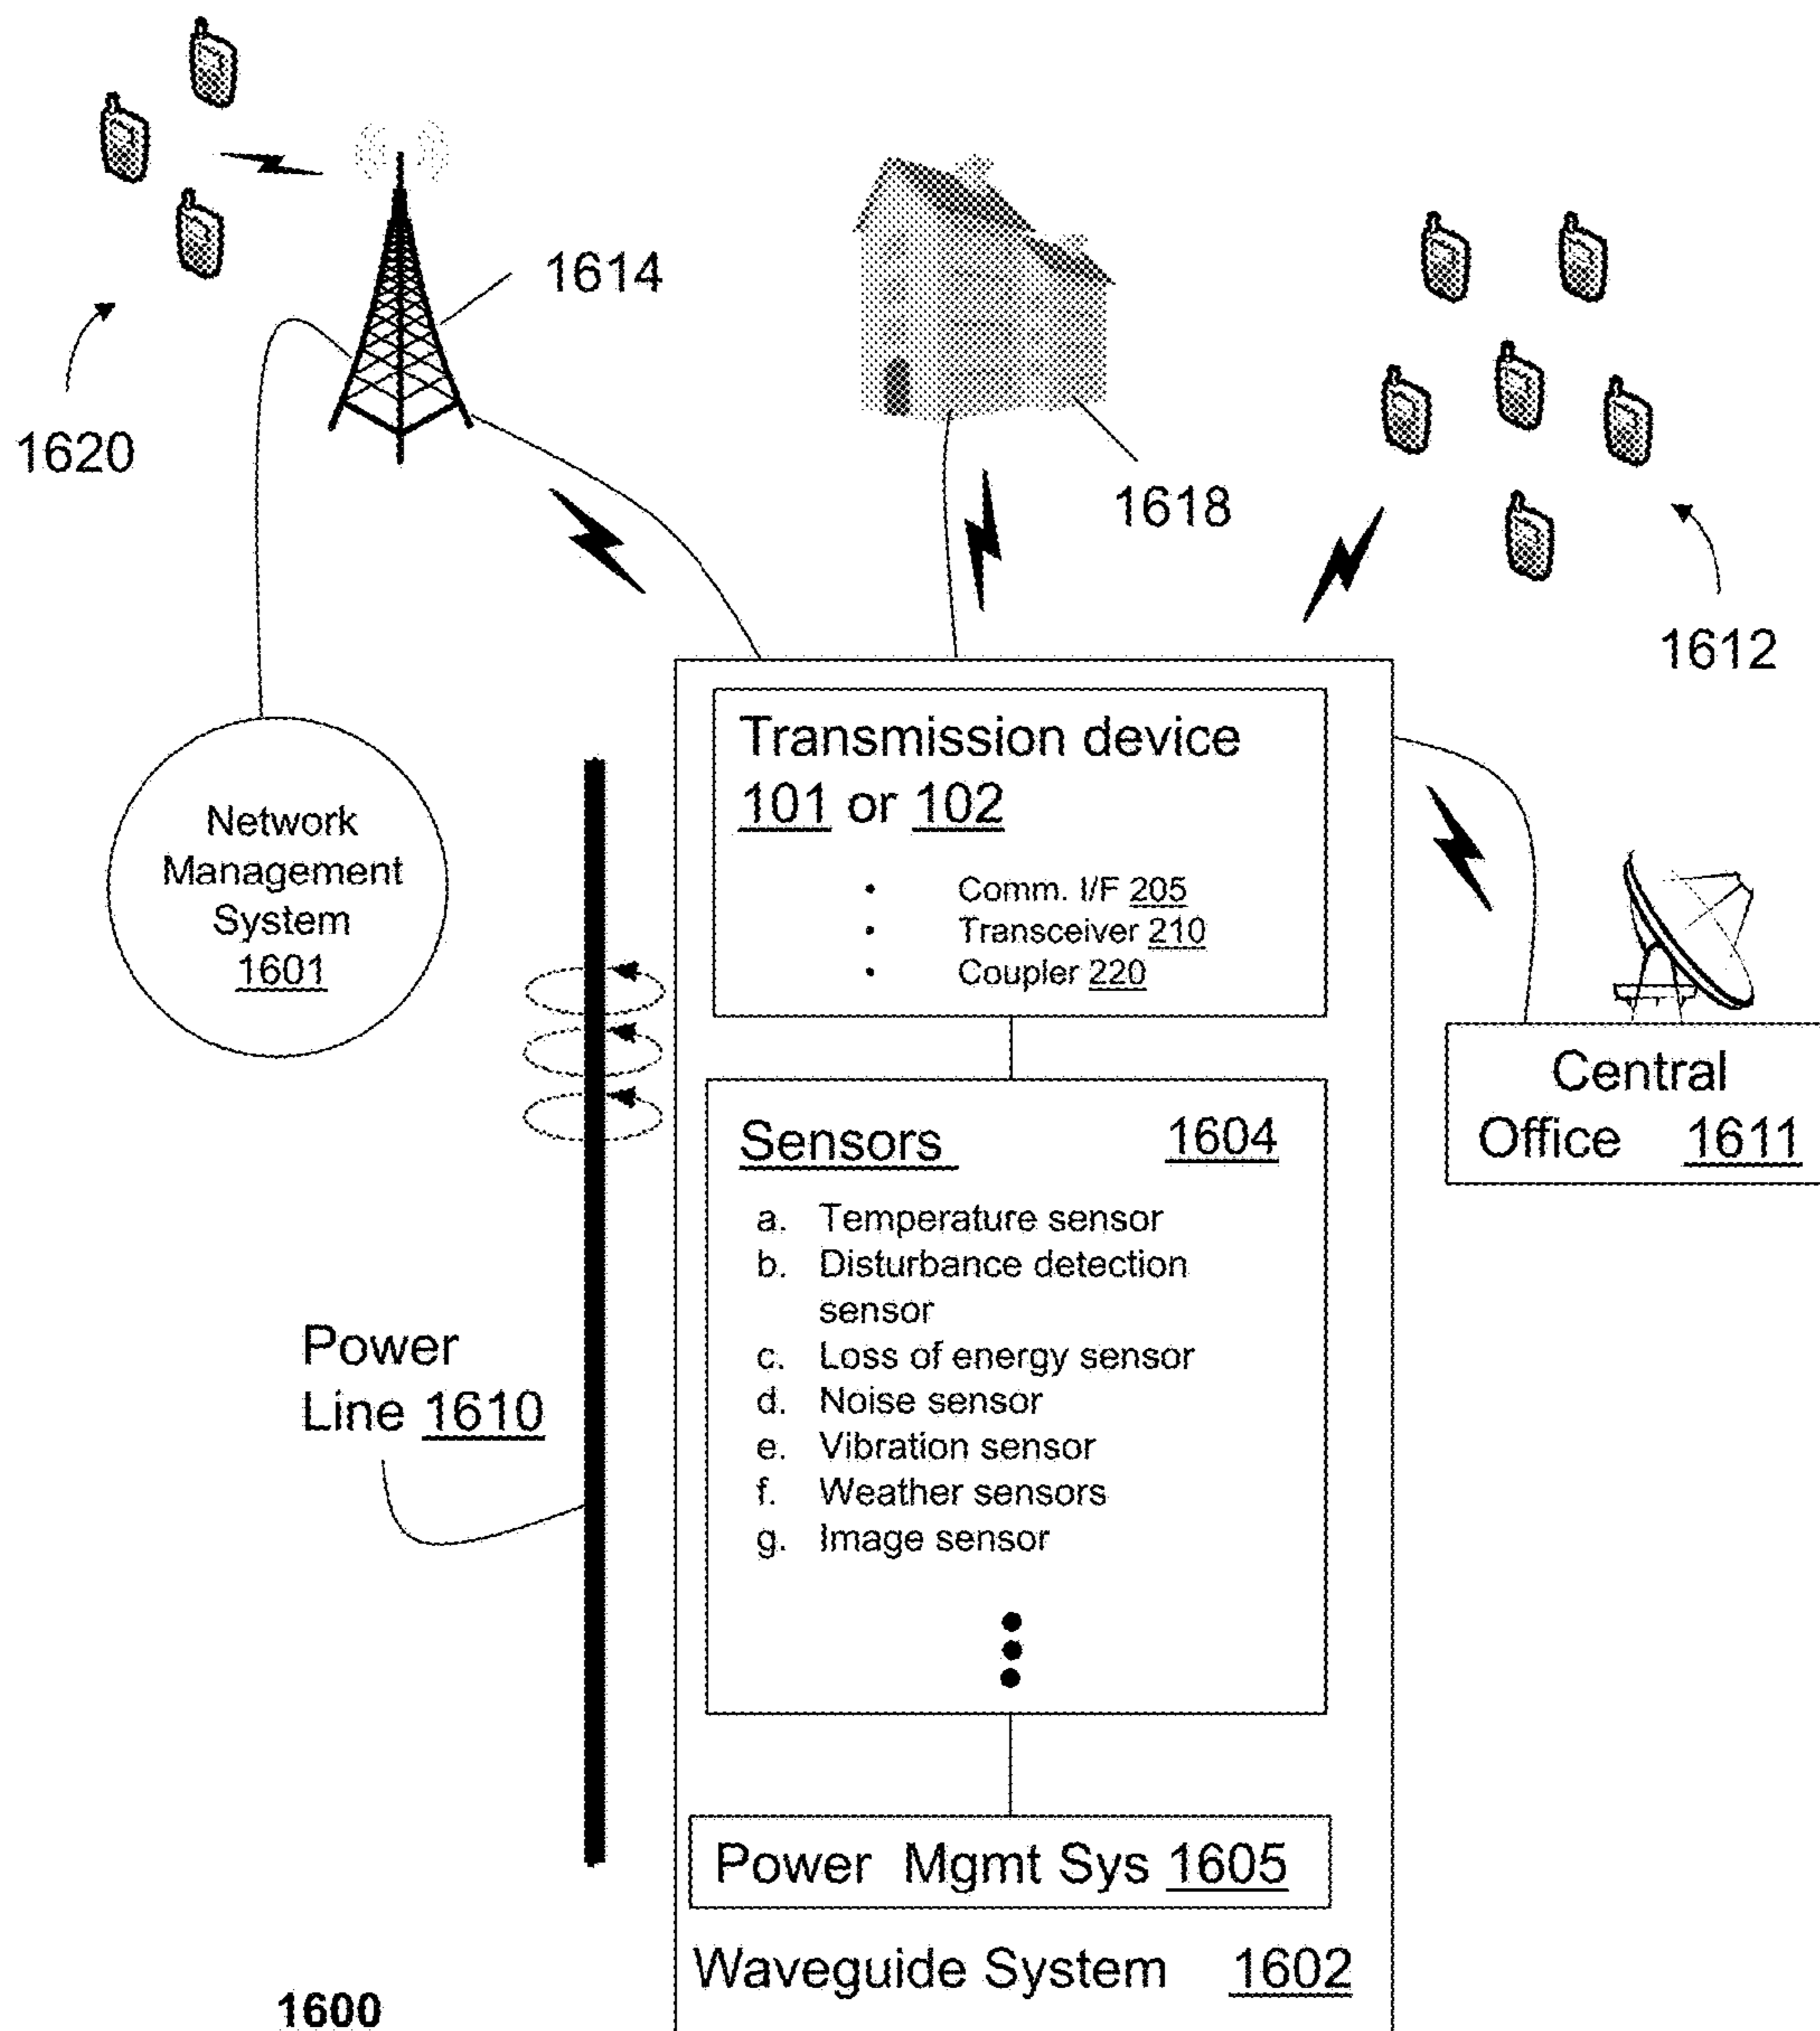 1614
1620
1618
1612
Transmission device
101 or 102
• Comm. I/F 205
• Transceiver 210
• Coupler 220
Network
Management
System
1601
Central
Office 1611
Sensors 1604
a. Temperature sensor
b. Disturbance detection
sensor
c. Loss of energy sensor
d. Noise sensor
e. Vibration sensor
f. Weather sensors
g. Image sensor
Power
Line 1610
Power Mgmt Sys 1605
Waveguide System 1602
1600